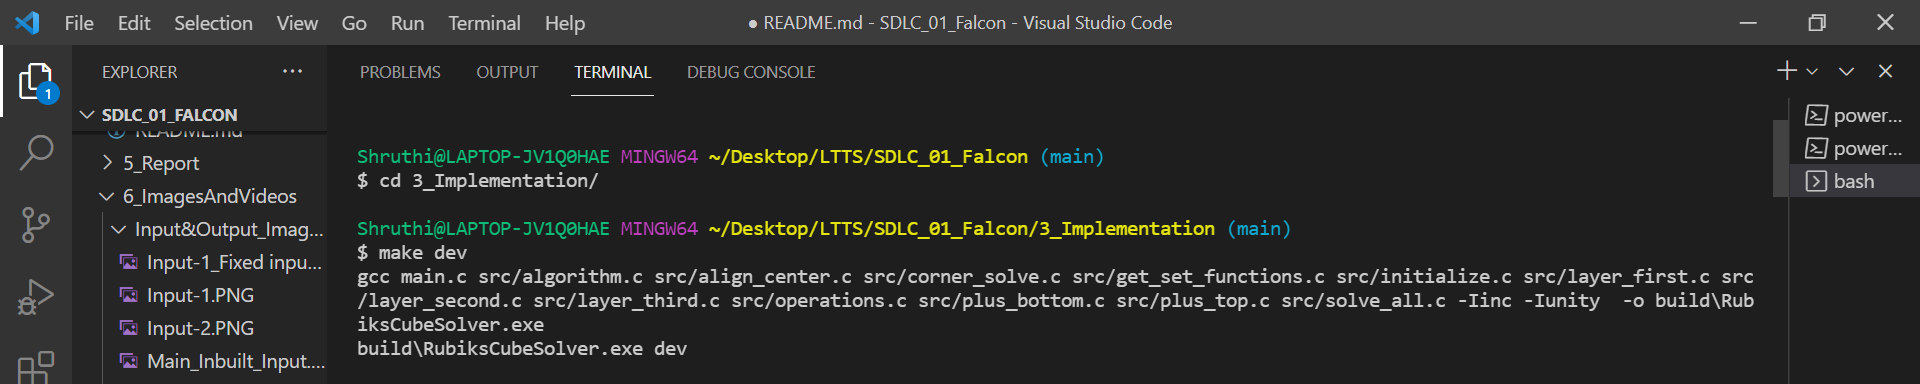 File Edit Selection View Go Run Terminal Help
● README.md - SDLC_01_Falcon - Visual Studio Code
EXPLORER ...
PROBLEMS OUTPUT TERMINAL DEBUG CONSOLE
1
SDLC_01_FALCON
README.md
5_Report
6_ImagesAndVideos
Input&Output_Imag...
Input-1_Fixed inpu...
Input-1.PNG
Input-2.PNG
Main_Inbuilt_Input....
Shruthi@LAPTOP-JV1Q0HAE MINGW64 ~/Desktop/LTTS/SDLC_01_Falcon (main)
$ cd 3_Implementation/
Shruthi@LAPTOP-JV1Q0HAE MINGW64 ~/Desktop/LTTS/SDLC_01_Falcon/3_Implementation (main)
$ make dev
gcc main.c src/algorithm.c src/align_center.c src/corner_solve.c src/get_set_functions.c src/initialize.c src/layer_first.c src
/layer_second.c src/layer_third.c src/operations.c src/plus_bottom.c src/plus_top.c src/solve_all.c -Iinc -Iunity  -o build\Rub
iksCubeSolver.exe
build\RubiksCubeSolver.exe dev
power...
power...
bash